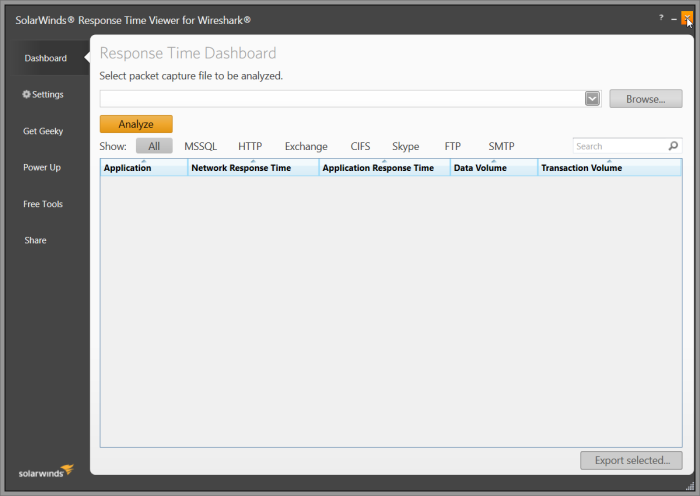 SolarWinds® Response Time Viewer for Wireshark®
?
Dashboard
Settings
Get Geeky
Power Up
Free Tools
Share
solarwinds
Response Time Dashboard
Select packet capture file to be analyzed.
Browse...
Analyze
Show: All MSSQL HTTP Exchange CIFS Skype FTP SMTP Search
Application Network Response Time Application Response Time Data Volume Transaction Volume
Export selected...